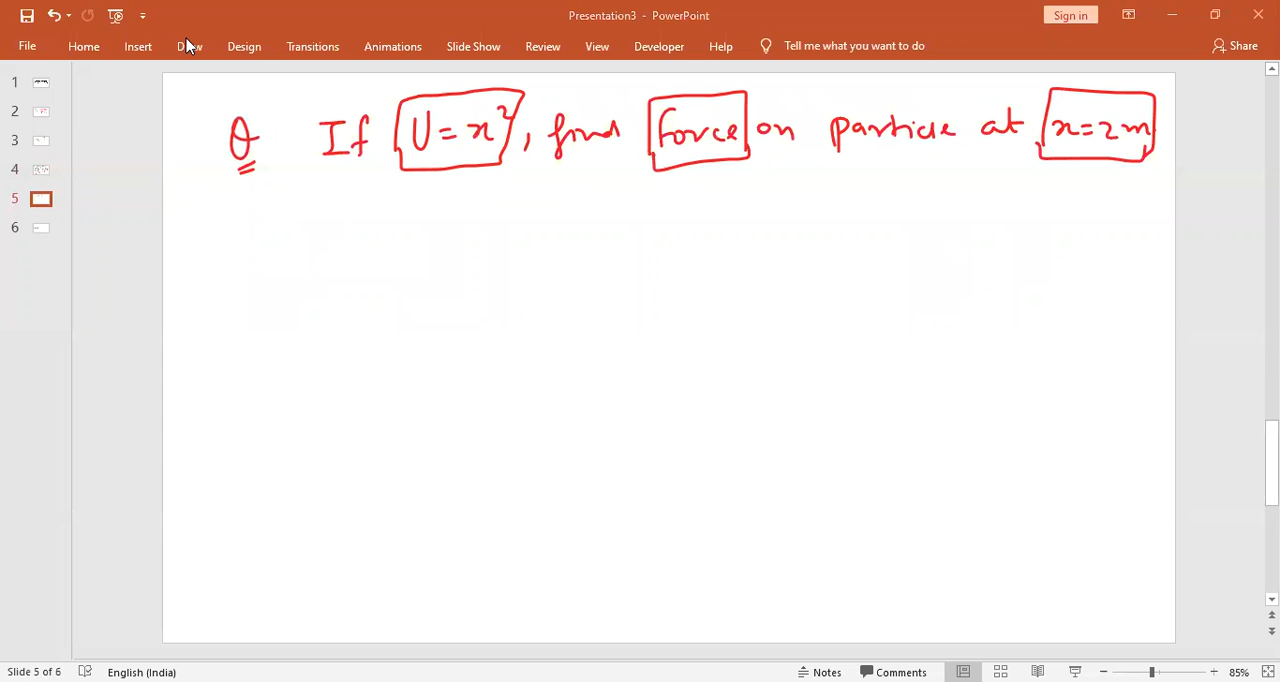 Presentation3 - PowerPoint
Sign in
File Home Insert Draw Design Transitions Animations Slide Show Review View Developer Help Tell me what you want to do Share
1
2
3
4
5
6
Q If U = x², find Force on particle at x=2m
Slide 5 of 6 English (India) Notes Comments 85%